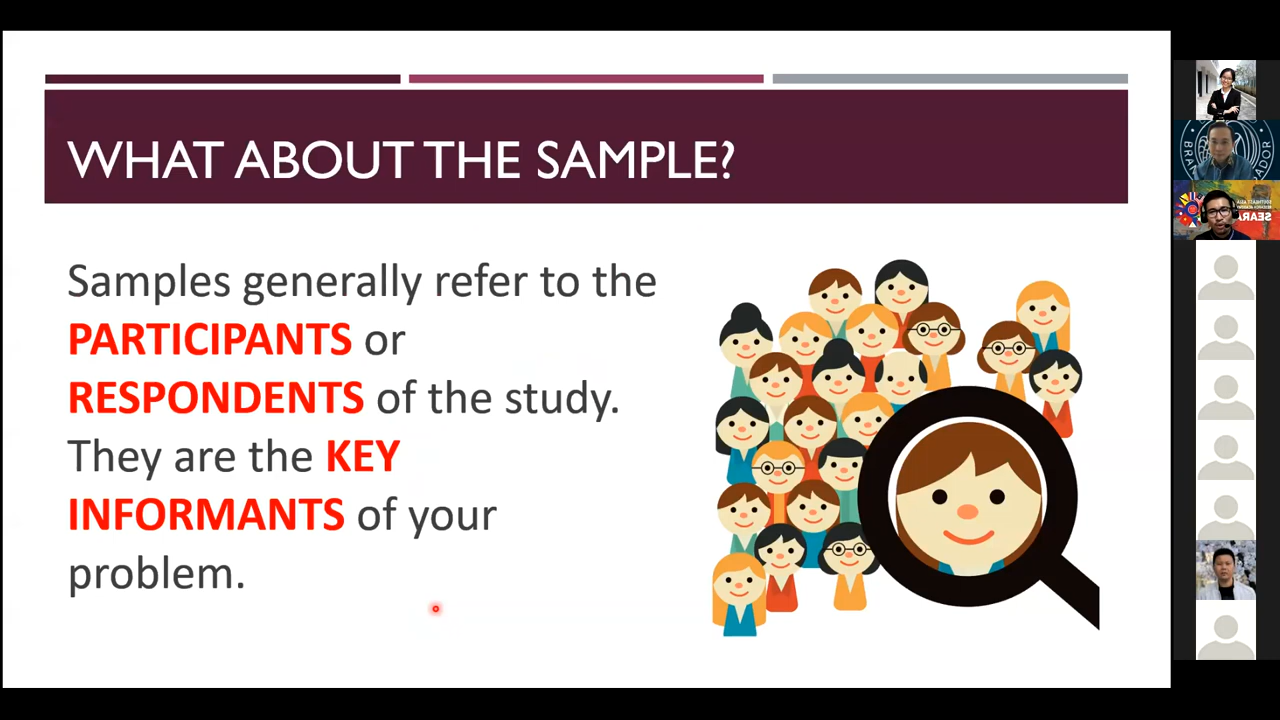 WHAT ABOUT THE SAMPLE?
Samples generally refer to the
PARTICIPANTS or
RESPONDENTS of the study.
They are the KEY
INFORMANTS of your
problem.